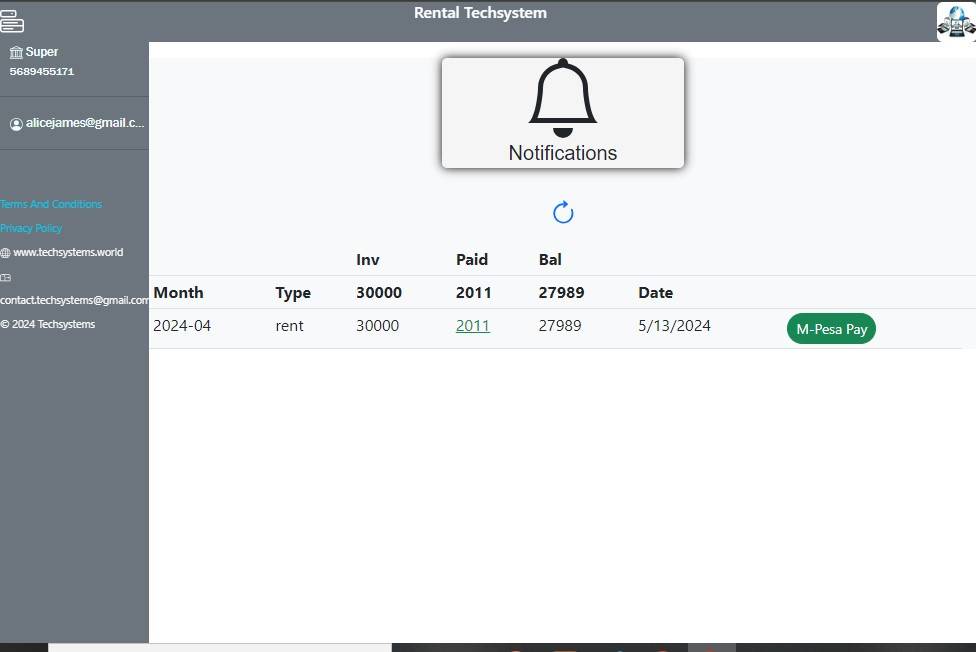 Rental Techsystem
Super
5689455171
alicejames@gmail.c...
Terms And Conditions
Privacy Policy
www.techsystems.world
contact.techsystems@gmail.com
© 2024 Techsystems
Notifications
Inv Paid Bal
Month Type 30000 2011 27989 Date
2024-04 rent 30000 2011 27989 5/13/2024 M-Pesa Pay